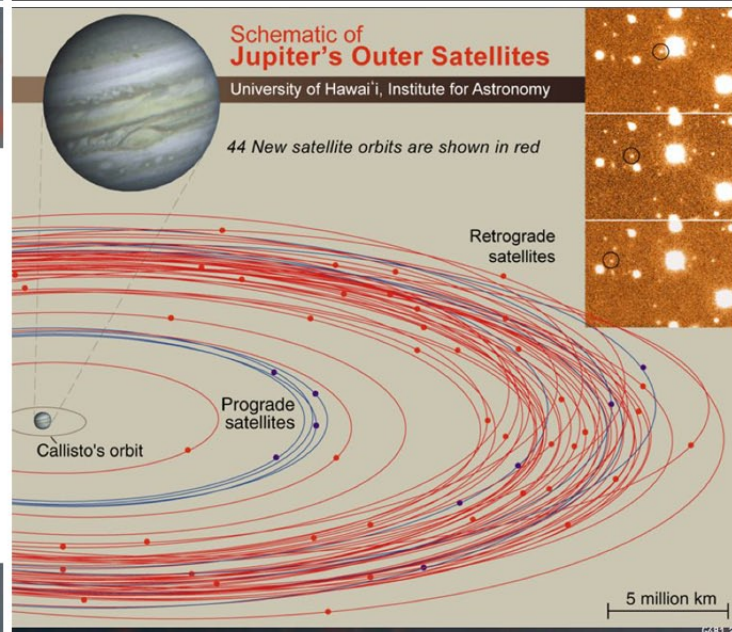 Schematic of
Jupiter's Outer Satellites
University of Hawai‘i, Institute for Astronomy
44 New satellite orbits are shown in red
Retrograde
satellites
Prograde
satellites
Callisto's orbit
5 million km